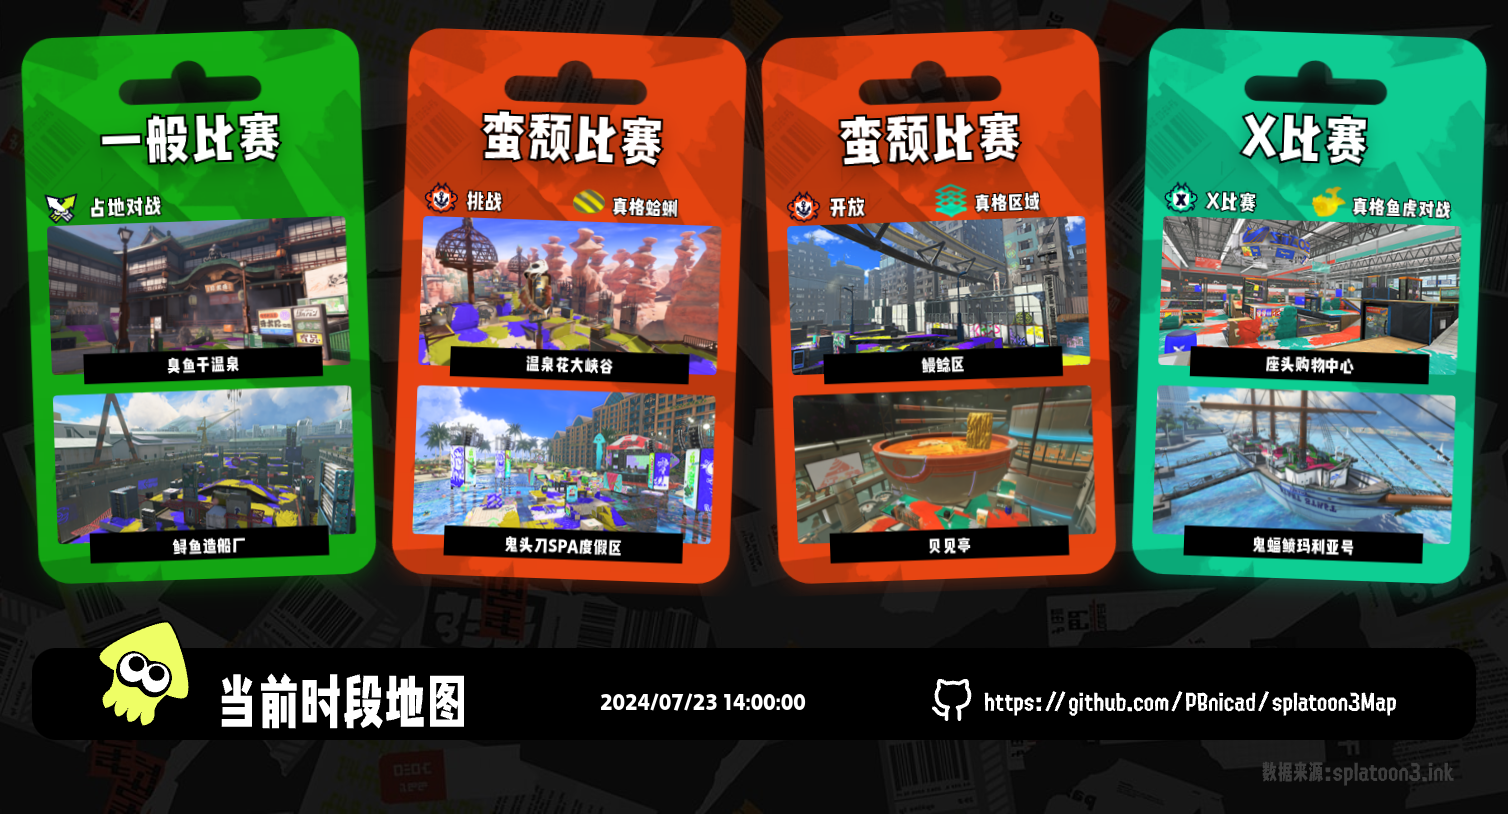 一般比赛
占地对战
臭鱼干温泉
鲟鱼造船厂
蛮颓比赛
挑战
真格蛤蜊
温泉花大峡谷
鬼头刀SPA度假区
蛮颓比赛
开放
真格区域
鳗鲶区
贝贝亭
X比赛
X比赛
真格鱼虎对战
座头购物中心
鬼蝠鲼玛利亚号
当前时段地图
2024/07/23 14:00:00
https://github.com/PBnicad/splatoon3Map
数据来源:splatoon3.ink